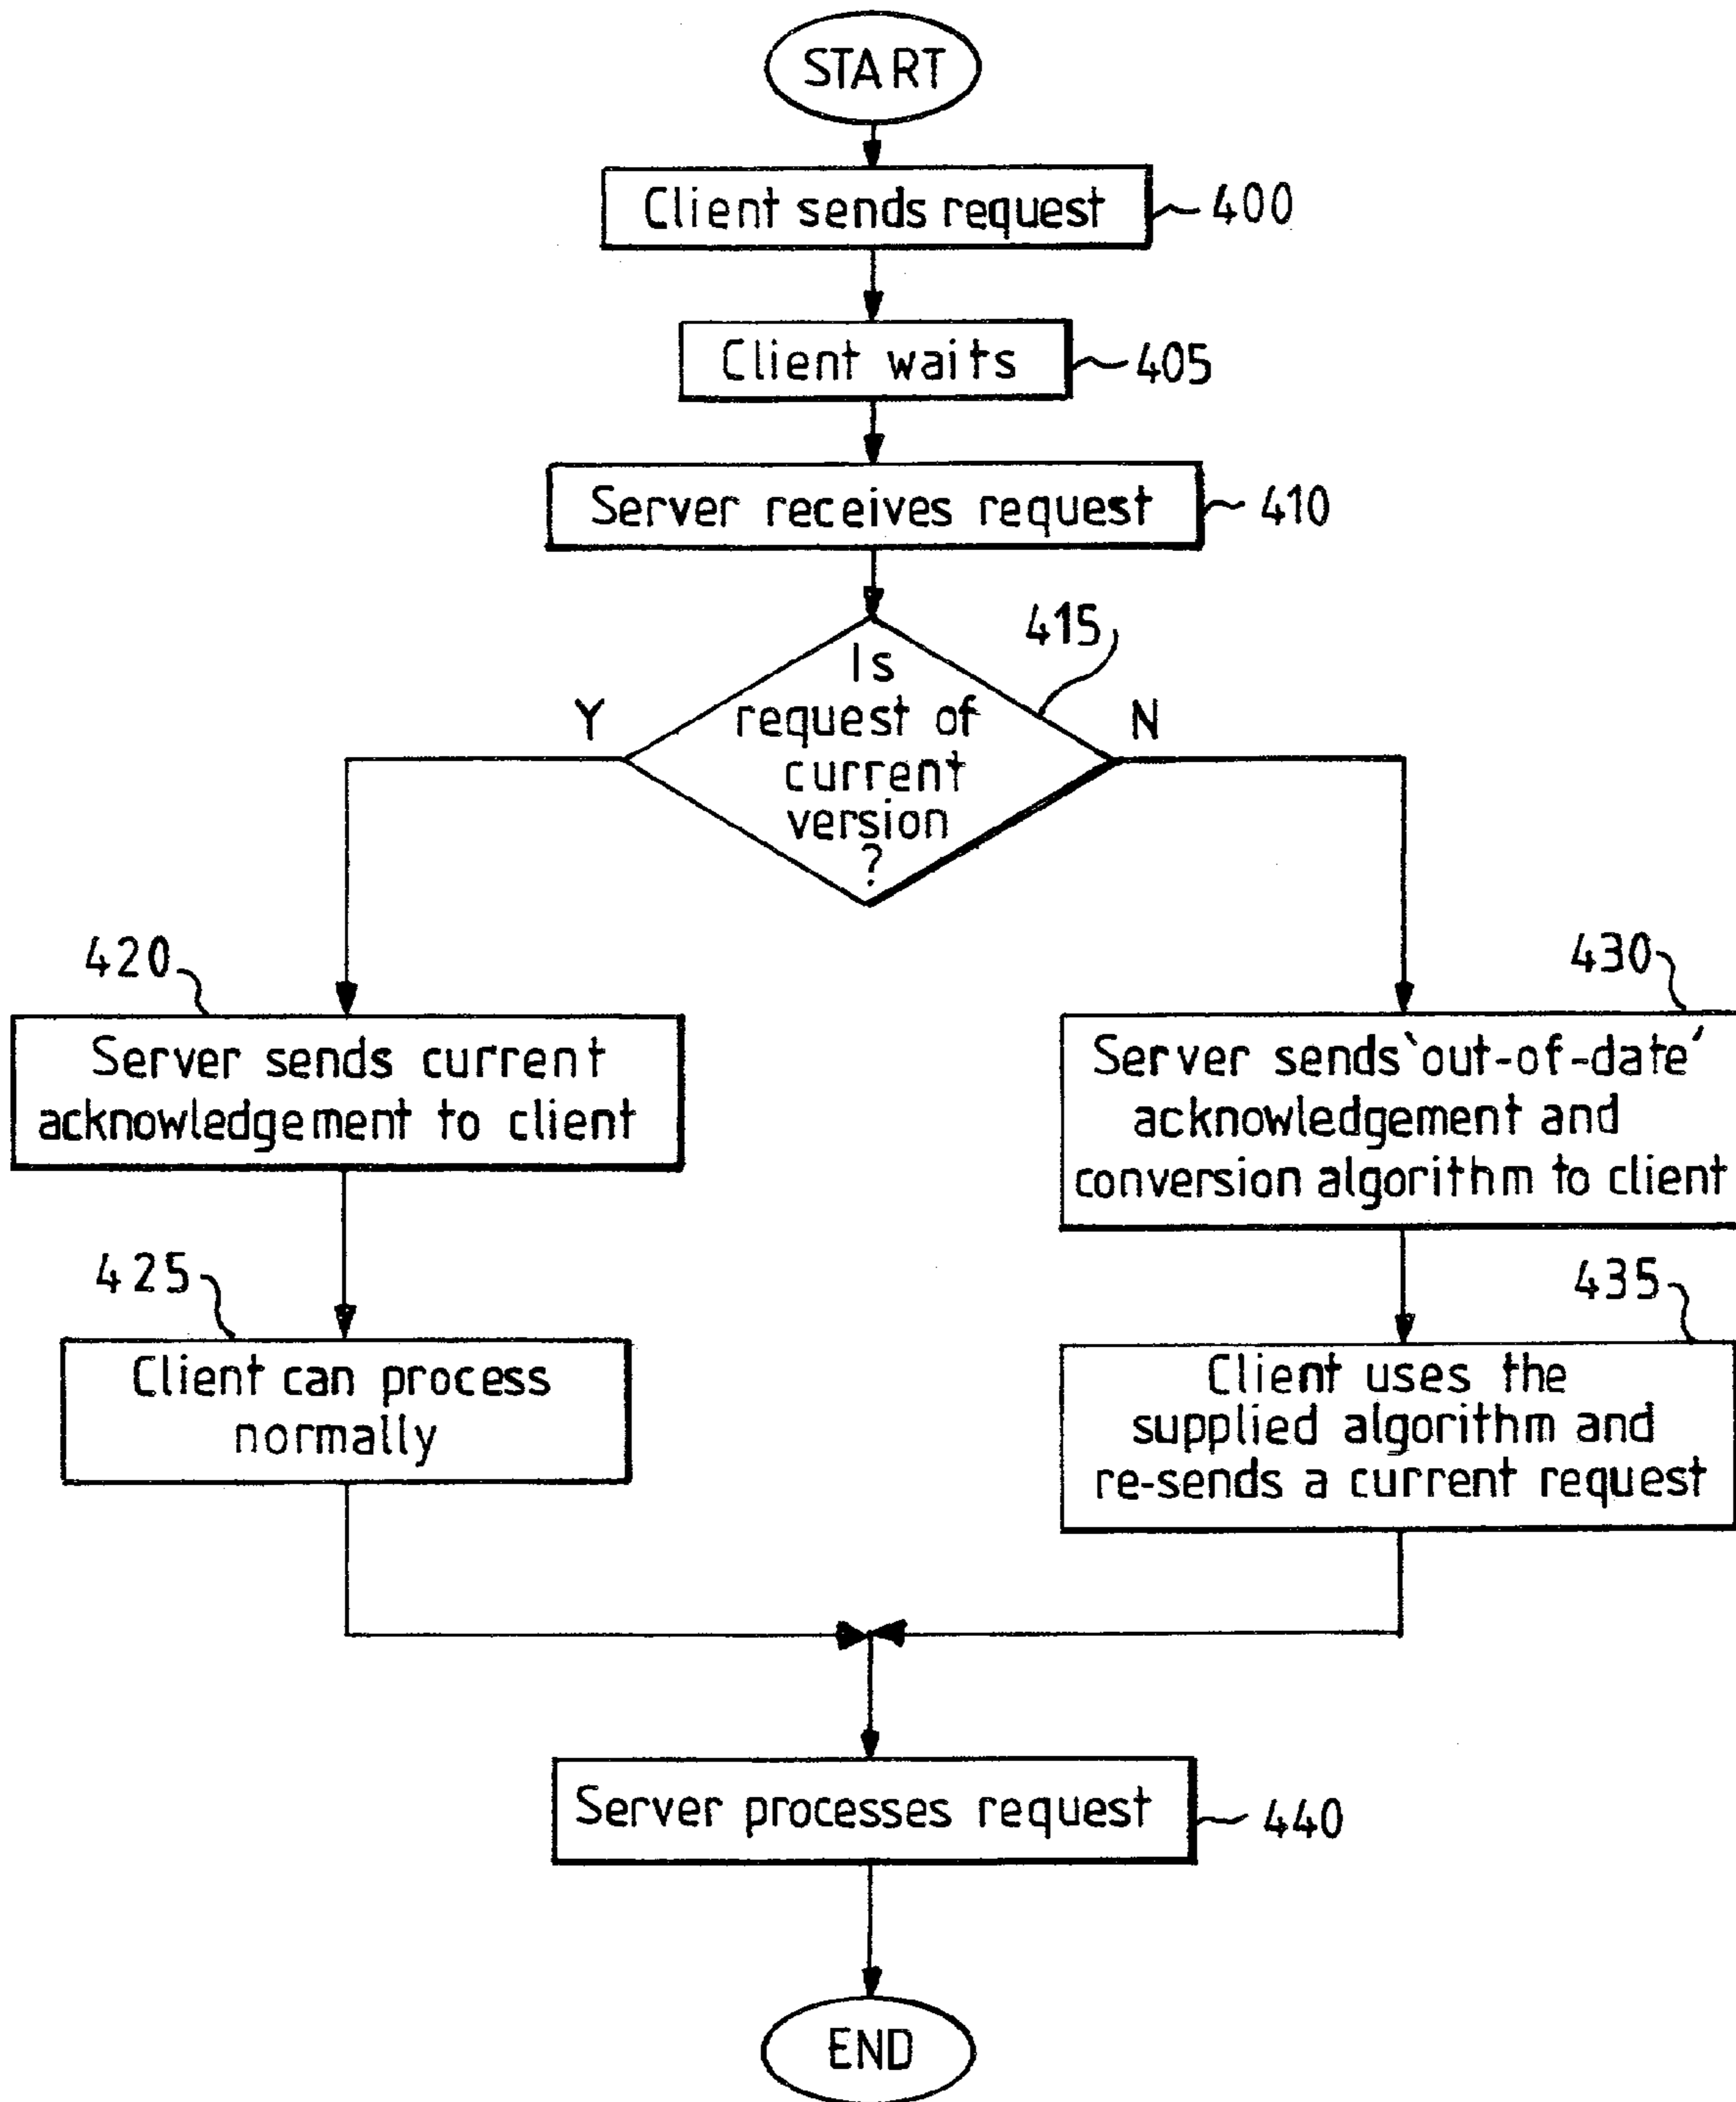 START
Client sends request
400
Client waits
405
Server receives request
410
415
Is
request of
current
version
?
Y
N
420
Server sends current
acknowledgement to client
430
Server sends 'out-of-date'
acknowledgement and
conversion algorithm to client
425
Client can process
normally
435
Client uses the
supplied algorithm and
re-sends a current request
Server processes request
440
END